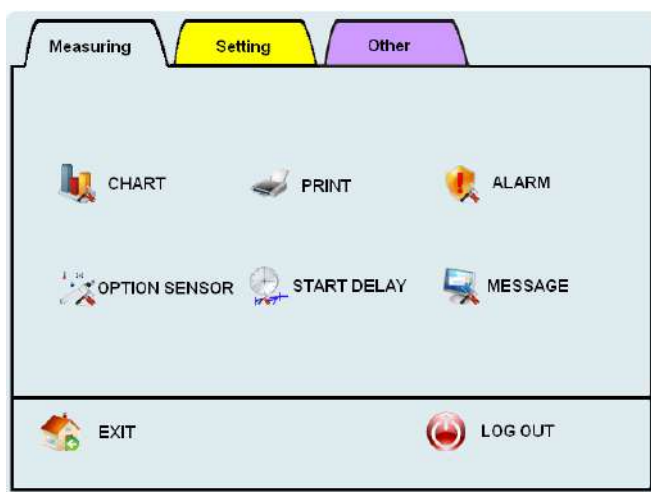 Measuring
Setting
Other
CHART
PRINT
ALARM
OPTION SENSOR
START DELAY
MESSAGE
EXIT
LOG OUT